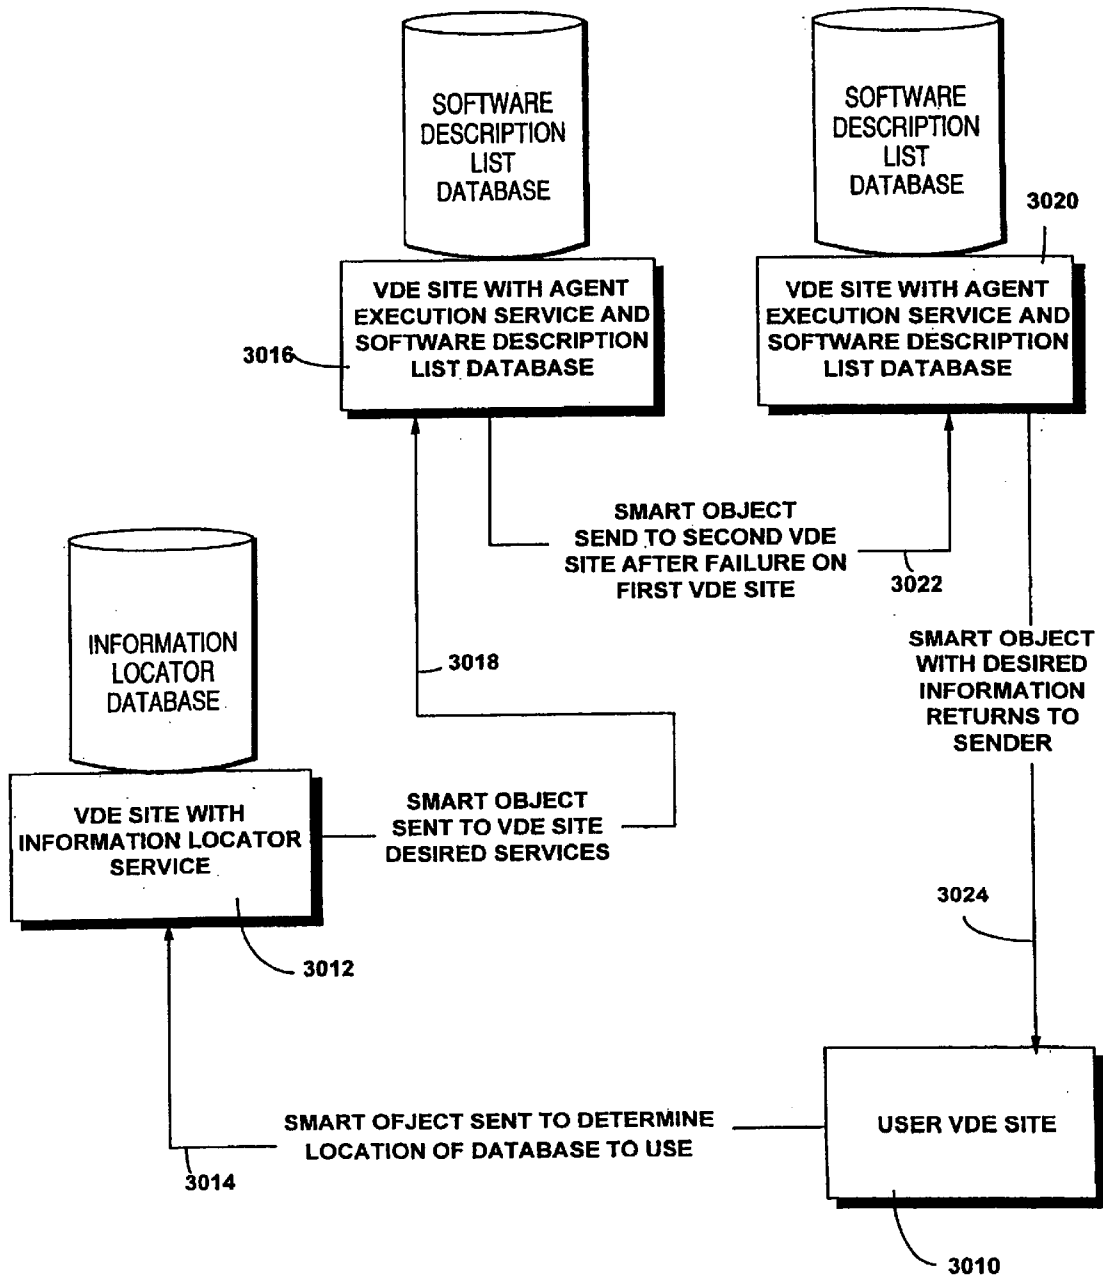 SOFTWARE
DESCRIPTION
LIST
DATABASE
SOFTWARE
DESCRIPTION
LIST
DATABASE
3020
VDE SITE WITH AGENT
EXECUTION SERVICE AND
SOFTWARE DESCRIPTION
LIST DATABASE
3016
VDE SITE WITH AGENT
EXECUTION SERVICE AND
SOFTWARE DESCRIPTION
LIST DATABASE
SMART OBJECT
SEND TO SECOND VDE
SITE AFTER FAILURE ON
FIRST VDE SITE
3022
INFORMATION
LOCATOR
DATABASE
3018
SMART OBJECT
WITH DESIRED
INFORMATION
RETURNS TO
SENDER
VDE SITE WITH
INFORMATION LOCATOR
SERVICE
SMART OBJECT
SENT TO VDE SITE
DESIRED SERVICES
3024
3012
SMART OFJECT SENT TO DETERMINE
LOCATION OF DATABASE TO USE
USER VDE SITE
3014
3010